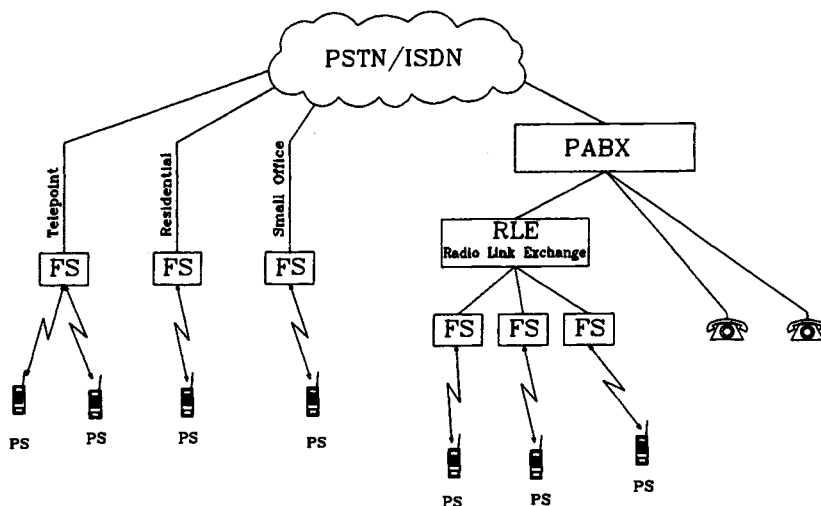 PSTN/ISDN
PABX
Telepoint
Residential
Small Office
RLE
Radio Link Exchange
FS
FS
FS
FS
FS
FS
PS
PS
PS
PS
PS
PS
PS